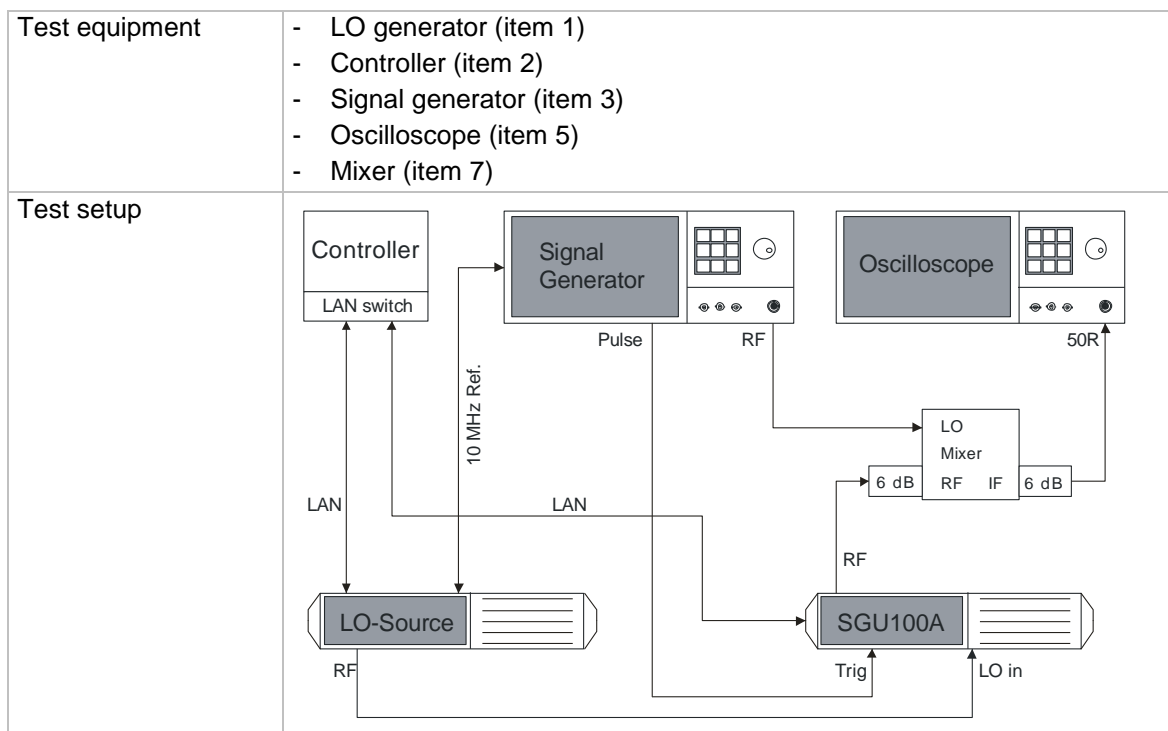 Test equipment
- LO generator (item 1)
- Controller (item 2)
- Signal generator (item 3)
- Oscilloscope (item 5)
- Mixer (item 7)
Test setup
Controller
LAN switch
Signal
Generator
Oscilloscope
Pulse
RF
50R
10 MHz Ref.
LO
Mixer
6 dB
RF IF
6 dB
LAN
LAN
RF
LO-Source
SGU100A
RF
Trig
LO in